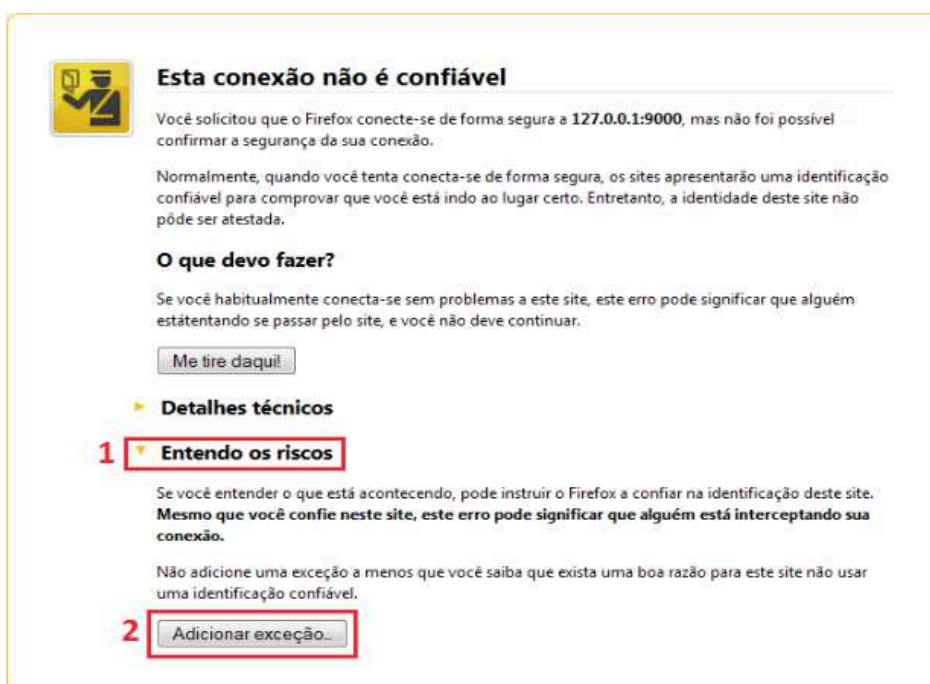 Esta conexão não é confiável
Você solicitou que o Firefox conecte-se de forma segura a 127.0.0.1:9000, mas não foi possível
confirmar a segurança da sua conexão.
Normalmente, quando você tenta conecta-se de forma segura, os sites apresentarão uma identificação
confiável para comprovar que você está indo ao lugar certo. Entretanto, a identidade deste site não
pôde ser atestada.
O que devo fazer?
Se você habitualmente conecta-se sem problemas a este site, este erro pode significar que alguém
estátentando se passar pelo site, e você não deve continuar.
Me tire daqui!
Detalhes técnicos
1 Entendo os riscos
Se você entender o que está acontecendo, pode instruir o Firefox a confiar na identificação deste site.
Mesmo que você confie neste site, este erro pode significar que alguém está interceptando sua
conexão.
Não adicione uma exceção a menos que você saiba que exista uma boa razão para este site não usar
uma identificação confiável.
2 Adicionar exceção...